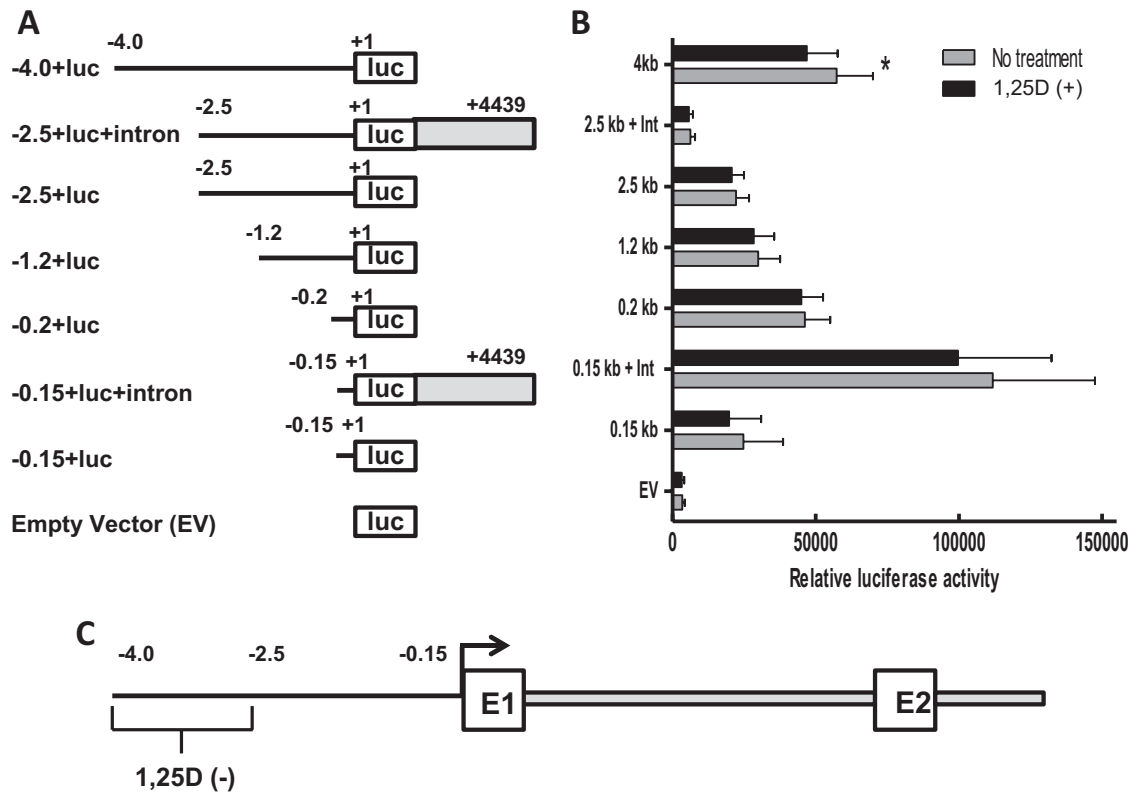 A
-4.0 +1
-4.0+luc luc
-2.5 +1 +4439
-2.5+luc+intron luc
-2.5 +1
-2.5+luc luc
-1.2 +1
-1.2+luc luc
-0.2 +1
-0.2+luc luc
-0.15 +1 +4439
-0.15+luc+intron luc
-0.15 +1
-0.15+luc luc
Empty Vector (EV) luc
B
No treatment
1,25D (+)
4kb *
2.5 kb + Int
2.5 kb
1.2 kb
0.2 kb
0.15 kb + Int
0.15 kb
EV
0 50000 100000 150000
Relative luciferase activity
C
-4.0 -2.5 -0.15
E1 E2
1,25D (-)